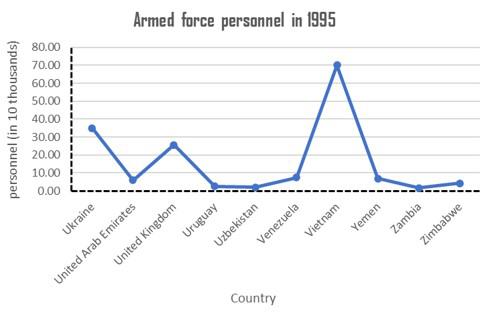 Armed force personnel in 1995
personnel (in 10 thousands)
80.00
70.00
60.00
50.00
40.00
30.00
20.00
10.00
0.00
Ukraine
United Arab Emirates
United Kingdom
Uruguay
Uzbekistan
Venezuela
Vietnam
Yemen
Zambia
Zimbabwe
Country